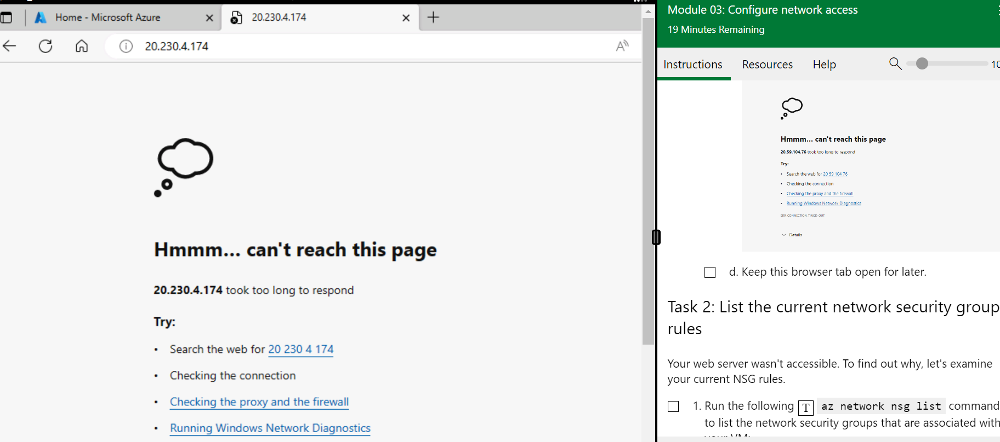 Home - Microsoft Azure
20.230.4.174
20.230.4.174
A
Hmmm... can't reach this page
20.230.4.174 took too long to respond
Try:
• Search the web for 20 230 4 174
• Checking the connection
• Checking the proxy and the firewall
• Running Windows Network Diagnostics
Module 03: Configure network access
19 Minutes Remaining
Instructions
Resources
Help
10
Hmmm... can't reach this page
20.59.104.76 took too long to respond
Try:
• Search the web for 20 59 104 76
• Checking the connection
• Checking the proxy and the firewall
• Running Windows Network Diagnostics
ERR_CONNECTION_TIMED_OUT
Details
d. Keep this browser tab open for later.
Task 2: List the current network security group
rules
Your web server wasn't accessible. To find out why, let's examine
your current NSG rules.
1. Run the following T az network nsg list command
to list the network security groups that are associated with
your VM: